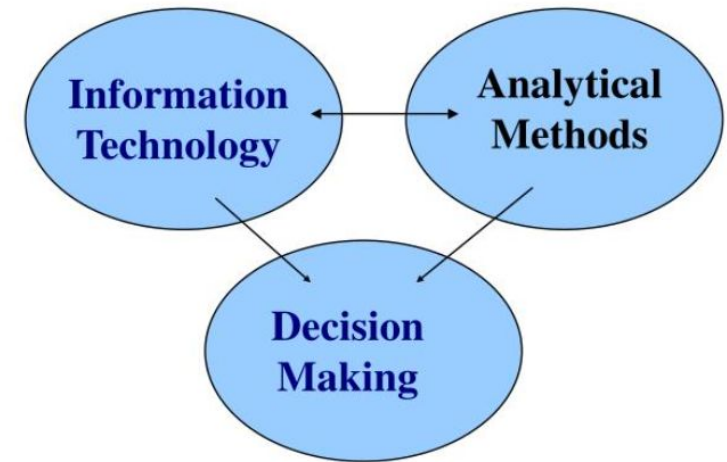 Information
Technology
Analytical
Methods
Decision
Making